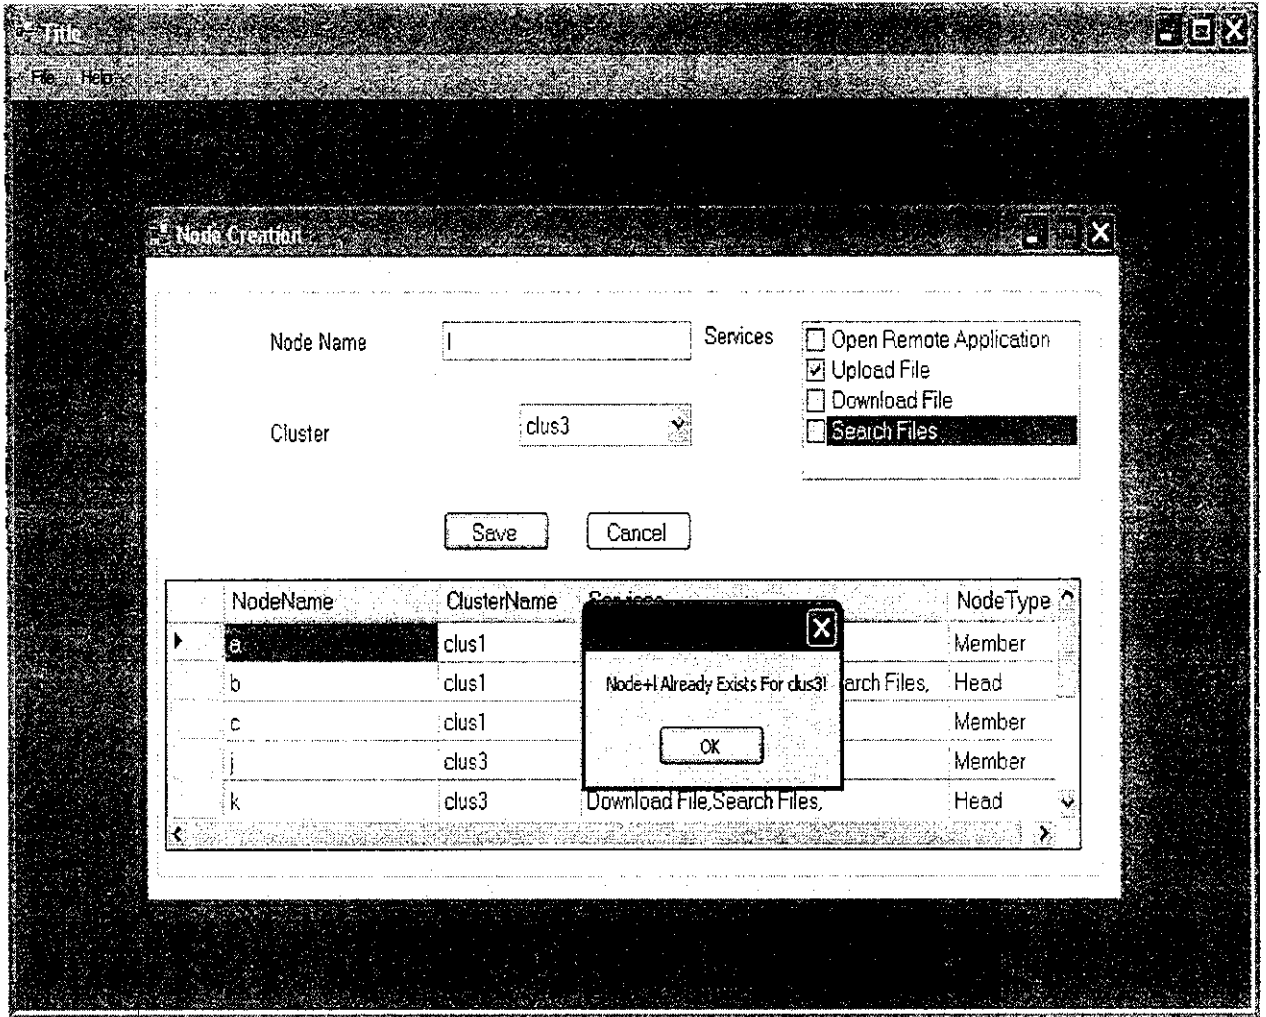 Title
File Help
Node Creation
Node Name l Services
Open Remote Application
Upload File
Download File
Search Files
Cluster clus3
Save Cancel
NodeName ClusterName Services NodeType
a clus1 Member
b clus1 arch Files, Head
c clus1 Member
j clus3 Member
k clus3 Download File,Search Files, Head
Node+l Already Exists For clus3!
OK